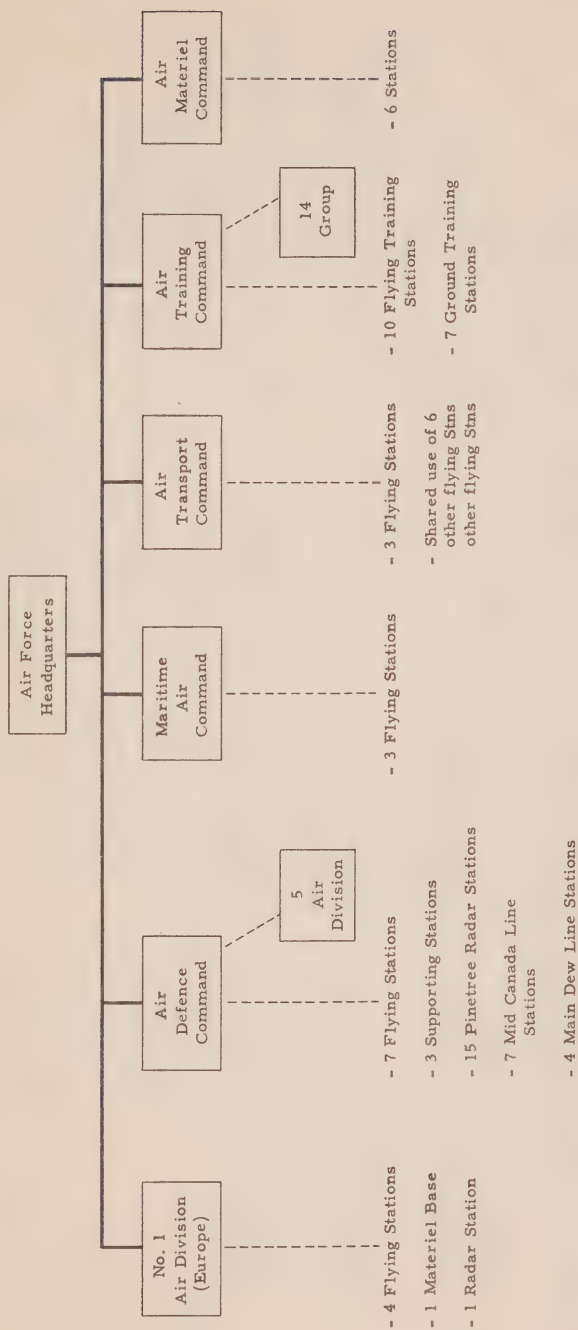 Air Force
Headquarters
No. 1
Air Division
(Europe)
Air
Defence
Command
Maritime
Air
Command
Air
Transport
Command
Air
Training
Command
Air
Materiel
Command
5
Air
Division
14
Group
- 4 Flying Stations
- 1 Materiel Base
- 1 Radar Station
- 7 Flying Stations
- 3 Supporting Stations
- 15 Pinetree Radar Stations
- 7 Mid Canada Line
Stations
- 4 Main Dew Line Stations
- 3 Flying Stations
- 3 Flying Stations
- Shared use of 6
other flying Stns
other flying Stns
- 10 Flying Training
Stations
- 7 Ground Training
Stations
- 6 Stations